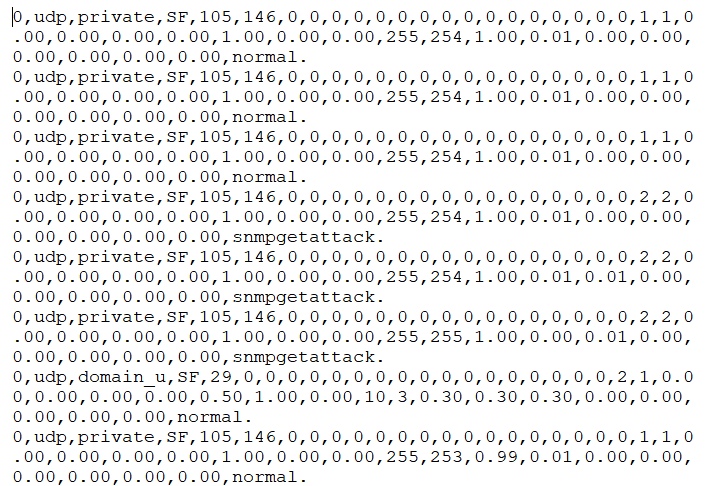 0,udp,private,SF,105,146,0,0,0,0,0,0,0,0,0,0,0,0,0,0,0,0,1,1,0
.00,0.00,0.00,0.00,1.00,0.00,0.00,255,254,1.00,0.01,0.00,0.00,
0.00,0.00,0.00,0.00,normal.
0,udp,private,SF,105,146,0,0,0,0,0,0,0,0,0,0,0,0,0,0,0,0,1,1,0
.00,0.00,0.00,0.00,1.00,0.00,0.00,255,254,1.00,0.01,0.00,0.00,
0.00,0.00,0.00,0.00,normal.
0,udp,private,SF,105,146,0,0,0,0,0,0,0,0,0,0,0,0,0,0,0,0,1,1,0
.00,0.00,0.00,0.00,1.00,0.00,0.00,255,254,1.00,0.01,0.00,0.00,
0.00,0.00,0.00,0.00,normal.
0,udp,private,SF,105,146,0,0,0,0,0,0,0,0,0,0,0,0,0,0,0,0,2,2,0
.00,0.00,0.00,0.00,1.00,0.00,0.00,255,254,1.00,0.01,0.00,0.00,
0.00,0.00,0.00,0.00,snmpgetattack.
0,udp,private,SF,105,146,0,0,0,0,0,0,0,0,0,0,0,0,0,0,0,0,2,2,0
.00,0.00,0.00,0.00,1.00,0.00,0.00,255,254,1.00,0.01,0.01,0.00,
0.00,0.00,0.00,0.00,snmpgetattack.
0,udp,private,SF,105,146,0,0,0,0,0,0,0,0,0,0,0,0,0,0,0,0,2,2,0
.00,0.00,0.00,0.00,1.00,0.00,0.00,255,255,1.00,0.00,0.01,0.00,
0.00,0.00,0.00,0.00,snmpgetattack.
0,udp,domain_u,SF,29,0,0,0,0,0,0,0,0,0,0,0,0,0,0,0,0,0,2,1,0.0
0,0.00,0.00,0.00,0.50,1.00,0.00,10,3,0.30,0.30,0.30,0.00,0.00,
0.00,0.00,0.00,normal.
0,udp,private,SF,105,146,0,0,0,0,0,0,0,0,0,0,0,0,0,0,0,0,1,1,0
.00,0.00,0.00,0.00,1.00,0.00,0.00,255,253,0.99,0.01,0.00,0.00,
0.00,0.00,0.00,0.00,normal.